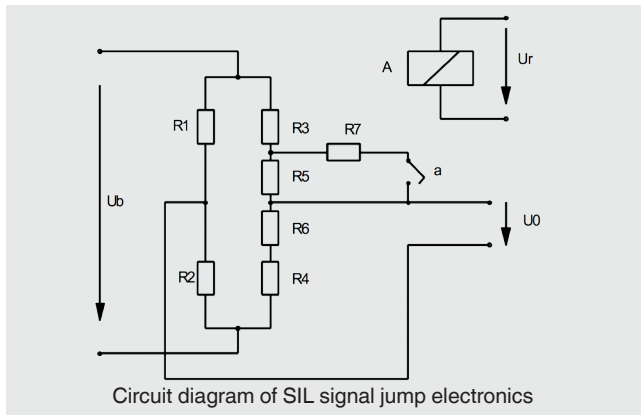 A
Ur
R1
R3
R7
R5
a
Ub
R6
U0
R2
R4
Circuit diagram of SIL signal jump electronics